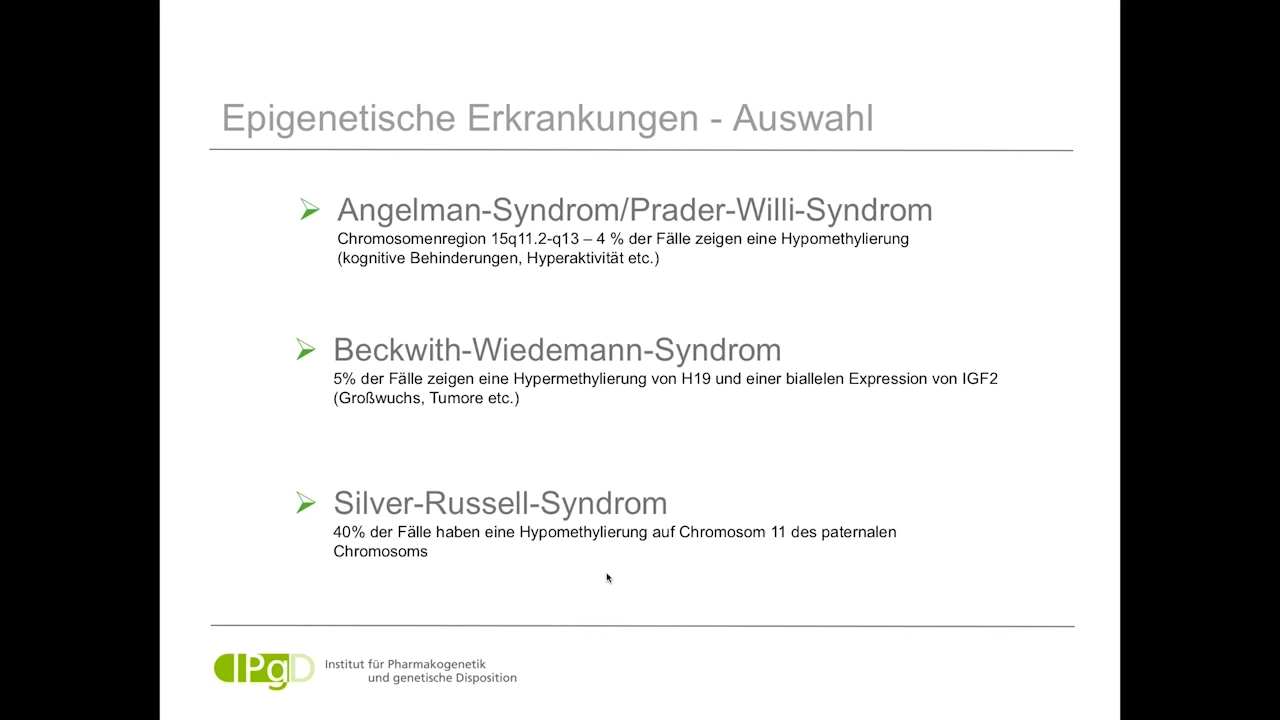 Epigenetische Erkrankungen - Auswahl
Angelman-Syndrom/Prader-Willi-Syndrom
Chromosomenregion 15q11.2-q13 – 4 % der Fälle zeigen eine Hypomethylierung
(kognitive Behinderungen, Hyperaktivität etc.)
Beckwith-Wiedemann-Syndrom
5% der Fälle zeigen eine Hypermethylierung von H19 und einer biallelen Expression von IGF2
(Großwuchs, Tumore etc.)
Silver-Russell-Syndrom
40% der Fälle haben eine Hypomethylierung auf Chromosom 11 des paternalen
Chromosoms
IPgD
Institut für Pharmakogenetik
und genetische Disposition